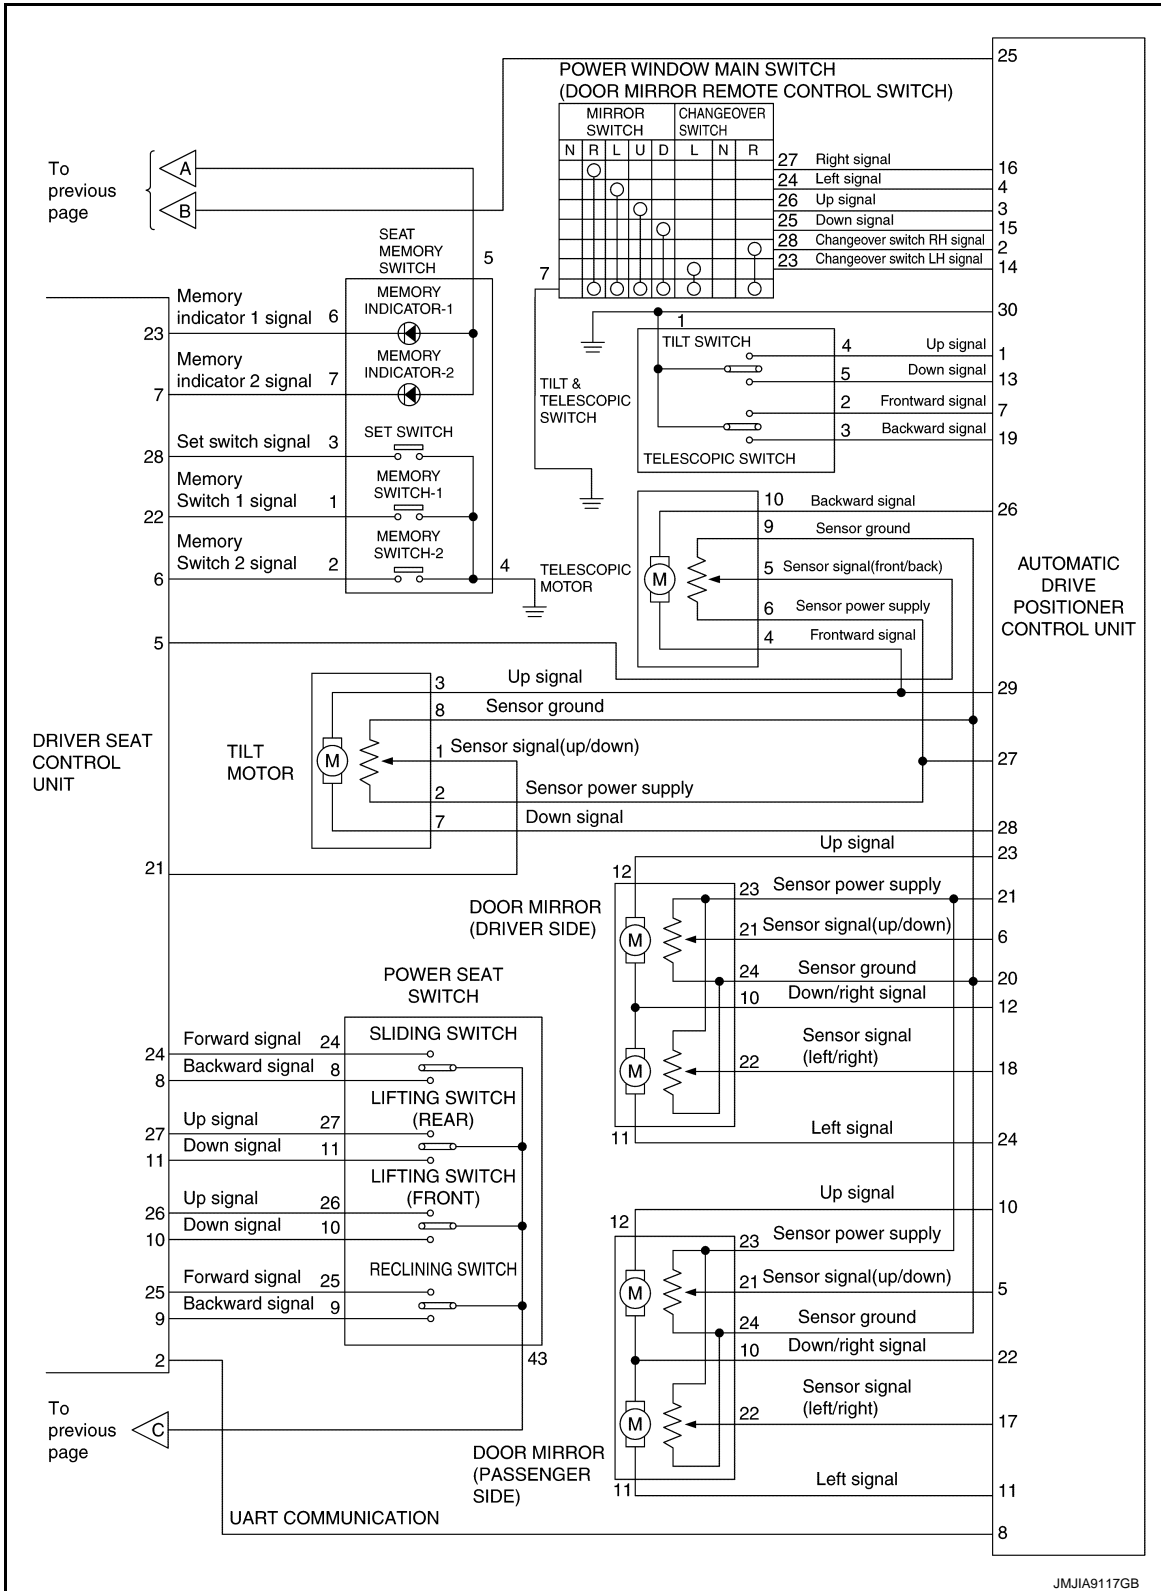 25
POWER WINDOW MAIN SWITCH
(DOOR MIRROR REMOTE CONTROL SWITCH)
MIRROR SWITCH
CHANGEOVER SWITCH
N R L U D L N R
27 Right signal 16
24 Left signal 4
26 Up signal 3
25 Down signal 15
28 Changeover switch RH signal 2
23 Changeover switch LH signal 14
7
30
To previous page
A
B
SEAT MEMORY SWITCH
5
Memory indicator 1 signal
23
6
MEMORY INDICATOR-1
Memory indicator 2 signal
7
7
MEMORY INDICATOR-2
28 Set switch signal 3
SET SWITCH
Memory Switch 1 signal
22
1
MEMORY SWITCH-1
Memory Switch 2 signal
6
2
MEMORY SWITCH-2
4
TILT & TELESCOPIC SWITCH
1
TILT SWITCH
4 Up signal 1
5 Down signal 13
2 Frontward signal 7
3 Backward signal 19
TELESCOPIC SWITCH
TELESCOPIC MOTOR
M
10 Backward signal 26
9 Sensor ground
5 Sensor signal(front/back)
6 Sensor power supply
4 Frontward signal
AUTOMATIC DRIVE POSITIONER CONTROL UNIT
5
DRIVER SEAT CONTROL UNIT
TILT MOTOR
M
3 Up signal 29
8 Sensor ground
1 Sensor signal(up/down)
27
2 Sensor power supply
7 Down signal 28
21
DOOR MIRROR (DRIVER SIDE)
Up signal 23
12
M
23 Sensor power supply 21
21 Sensor signal(up/down) 6
24 Sensor ground 20
10 Down/right signal 12
M
22 Sensor signal (left/right) 18
11 Left signal 24
POWER SEAT SWITCH
SLIDING SWITCH
24 Forward signal 24
8 Backward signal 8
LIFTING SWITCH (REAR)
27 Up signal 27
11 Down signal 11
LIFTING SWITCH (FRONT)
26 Up signal 26
10 Down signal 10
RECLINING SWITCH
25 Forward signal 25
9 Backward signal 9
2
43
To previous page
C
DOOR MIRROR (PASSENGER SIDE)
Up signal 10
12
M
23 Sensor power supply
21 Sensor signal(up/down) 5
24 Sensor ground
10 Down/right signal 22
M
22 Sensor signal (left/right) 17
11 Left signal 11
UART COMMUNICATION
8
JMJIA9117GB